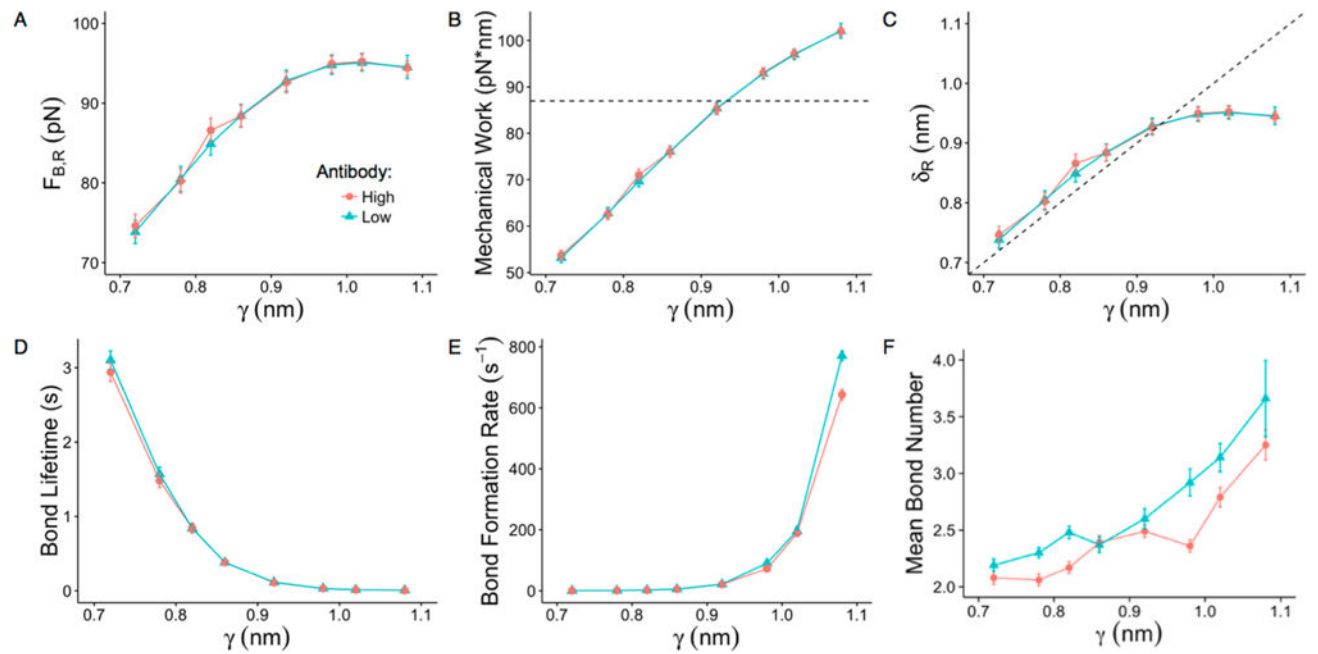 A
F_B,R (pN)
100
90
80
70
0.7 0.8 0.9 1.0 1.1
γ (nm)
Antibody:
High
Low
B
Mechanical Work (pN*nm)
100
90
80
70
60
50
0.7 0.8 0.9 1.0 1.1
γ (nm)
C
δ_R (nm)
1.1
1.0
0.9
0.8
0.7
0.7 0.8 0.9 1.0 1.1
γ (nm)
D
Bond Lifetime (s)
3
2
1
0
0.7 0.8 0.9 1.0 1.1
γ (nm)
E
Bond Formation Rate (s⁻¹)
800
600
400
200
0
0.7 0.8 0.9 1.0 1.1
γ (nm)
F
Mean Bond Number
4.0
3.5
3.0
2.5
2.0
0.7 0.8 0.9 1.0 1.1
γ (nm)